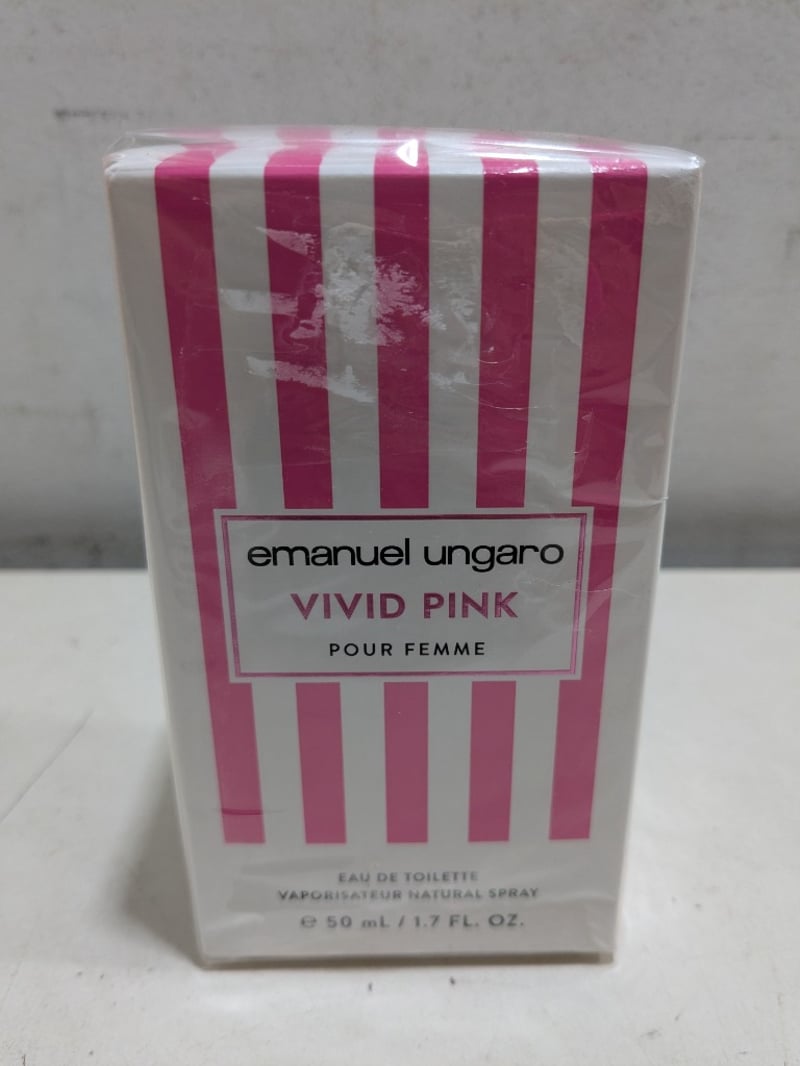 emanuel ungaro
VIVID PINK
POUR FEMME
EAU DE TOILETTE
VAPORISATEUR NATURAL SPRAY
℮ 50 mL / 1.7 FL. OZ.